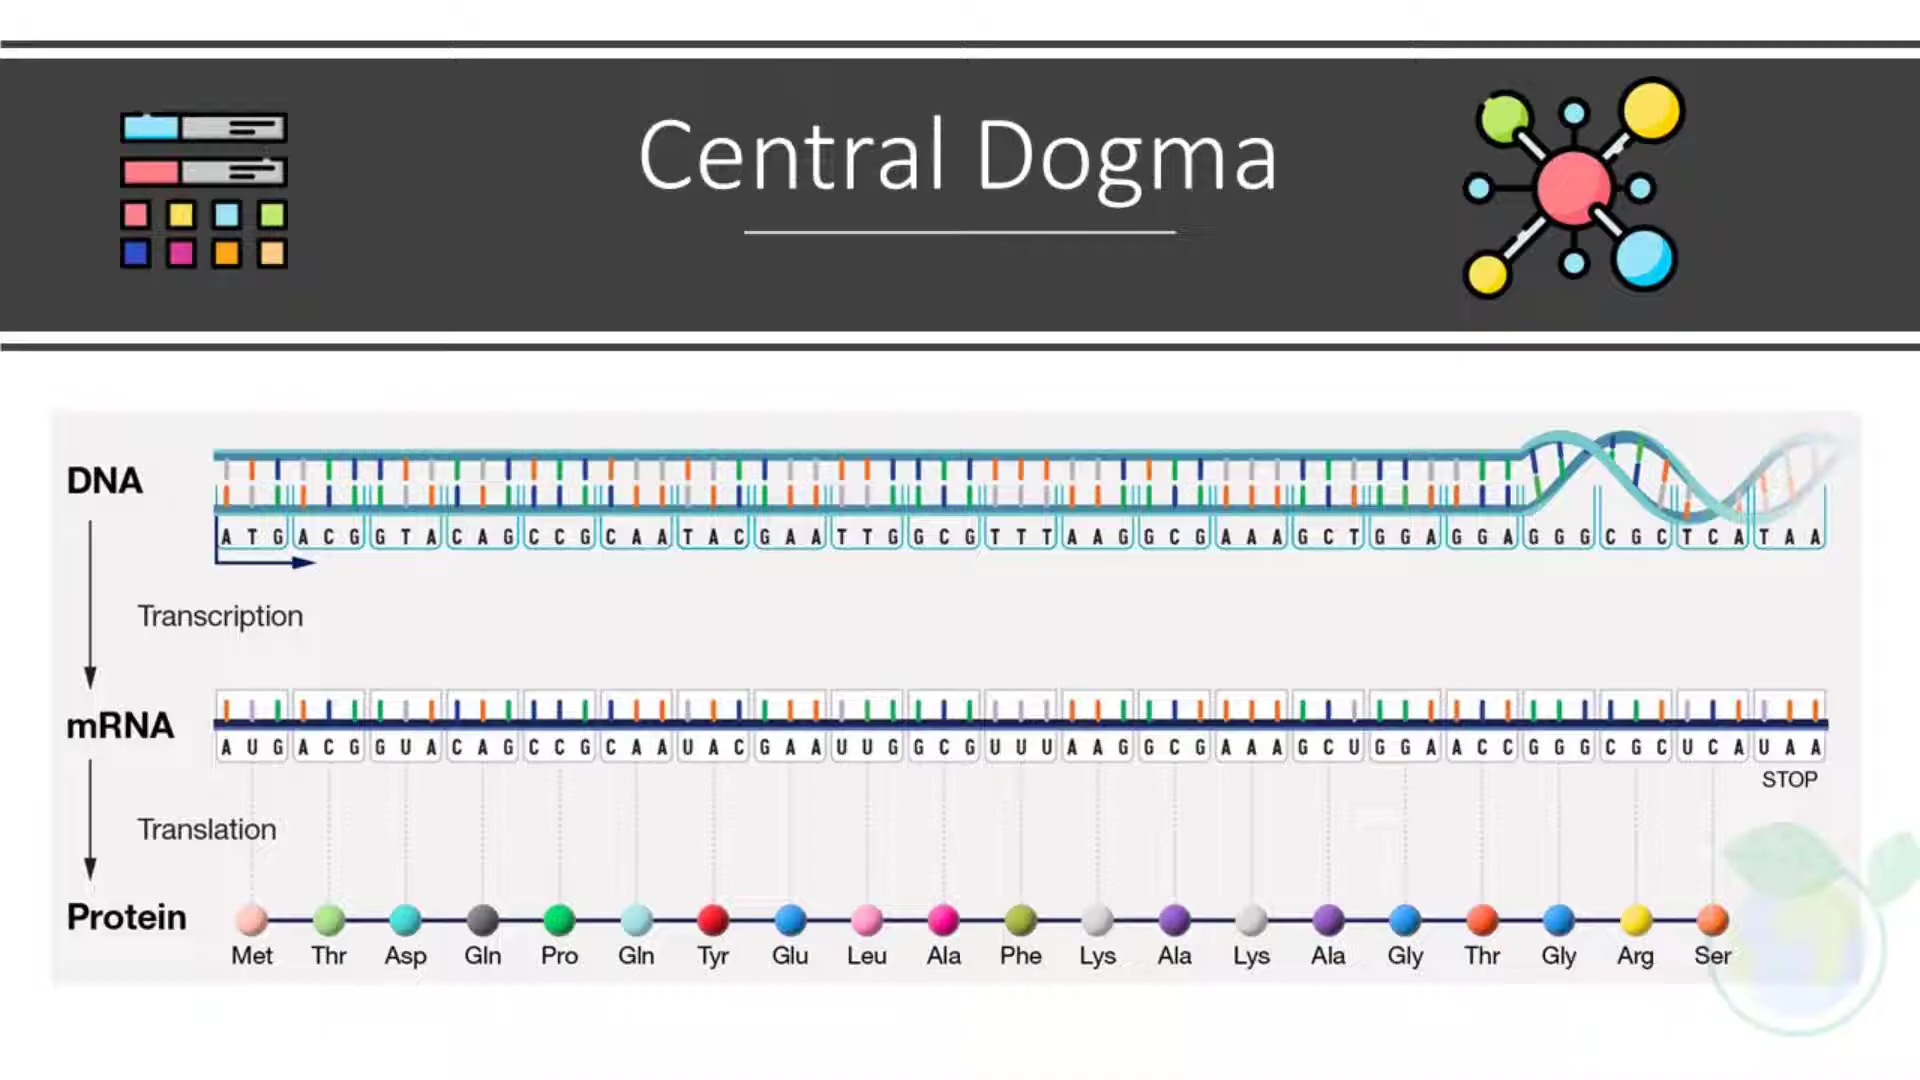 Central Dogma
DNA
A T G A C G G T A C A G C C G C A A T A C G A A T T G G C G T T T A A G G C G A A A G C T G G A G G A G G G C G C T C A T A A
Transcription
mRNA
A U G A C G G U A C A G C C G C A A U A C G A A U U G G C G U U U A A G G C G A A A G C U G G A A C C G G G C G C U C A U A A
STOP
Translation
Protein
Met Thr Asp Gln Pro Gln Tyr Glu Leu Ala Phe Lys Ala Lys Ala Gly Thr Gly Arg Ser